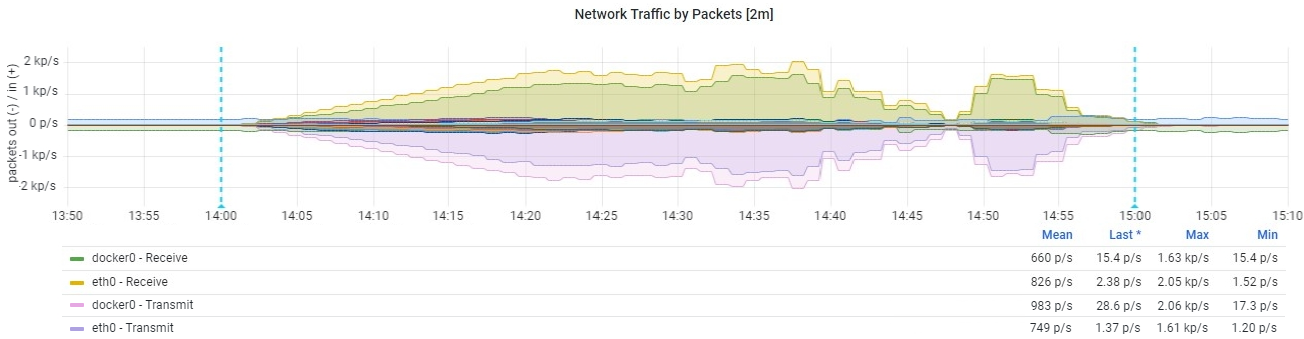 Network Traffic by Packets [2m]
packets out (-) / in (+)
2 kp/s
1 kp/s
0 p/s
-1 kp/s
-2 kp/s
13:50 13:55 14:00 14:05 14:10 14:15 14:20 14:25 14:30 14:35 14:40 14:45 14:50 14:55 15:00 15:05 15:10
Mean Last * Max Min
docker0 - Receive 660 p/s 15.4 p/s 1.63 kp/s 15.4 p/s
eth0 - Receive 826 p/s 2.38 p/s 2.05 kp/s 1.52 p/s
docker0 - Transmit 983 p/s 28.6 p/s 2.06 kp/s 17.3 p/s
eth0 - Transmit 749 p/s 1.37 p/s 1.61 kp/s 1.20 p/s